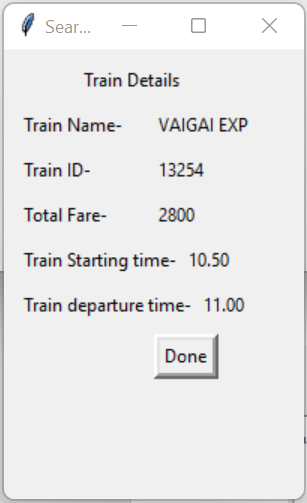 Sear...
Train Details
Train Name- VAIGAI EXP
Train ID- 13254
Total Fare- 2800
Train Starting time- 10.50
Train departure time- 11.00
Done